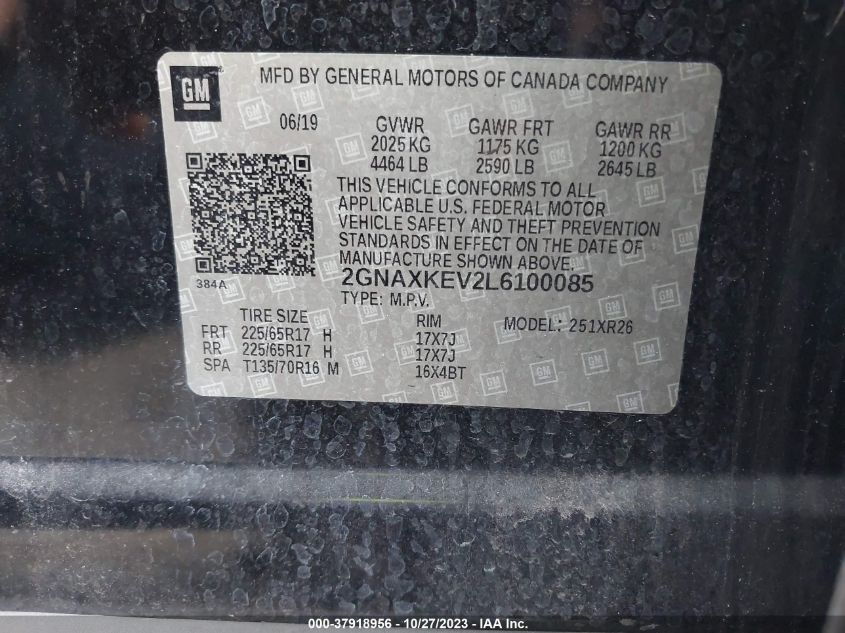 GM
MFD BY GENERAL MOTORS OF CANADA COMPANY
06/19 GVWR GAWR FRT GAWR RR
2025 KG 1175 KG 1200 KG
4464 LB 2590 LB 2645 LB
THIS VEHICLE CONFORMS TO ALL
APPLICABLE U.S. FEDERAL MOTOR
VEHICLE SAFETY AND THEFT PREVENTION
STANDARDS IN EFFECT ON THE DATE OF
MANUFACTURE SHOWN ABOVE.
384A 2GNAXKEV2L6100085
TYPE: M.P.V.
TIRE SIZE RIM MODEL: 251XR26
FRT 225/65R17 H 17X7J
RR 225/65R17 H 17X7J
SPA T135/70R16 M 16X4BT
000-37918956 - 10/27/2023 - IAA Inc.